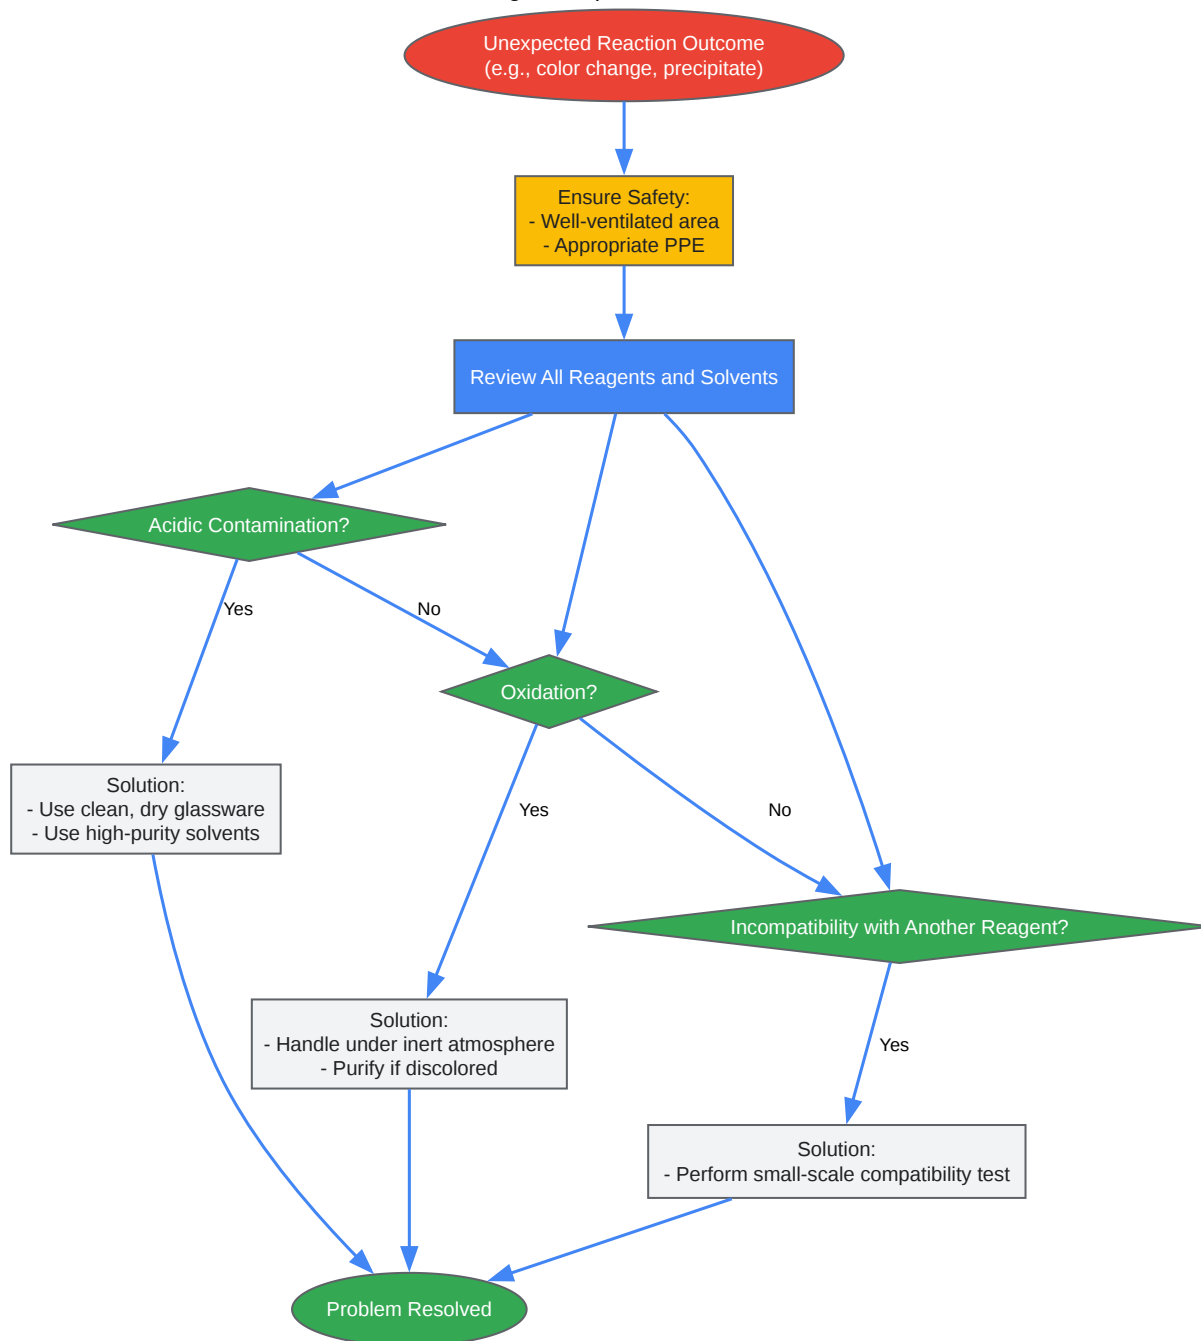 Unexpected Reaction Outcome
(e.g., color change, precipitate)
Ensure Safety:
- Well-ventilated area
- Appropriate PPE
Review All Reagents and Solvents
Acidic Contamination?
Yes
No
Oxidation?
Solution:
- Use clean, dry glassware
- Use high-purity solvents
Yes
No
Incompatibility with Another Reagent?
Solution:
- Handle under inert atmosphere
- Purify if discolored
Yes
Solution:
- Perform small-scale compatibility test
Problem Resolved